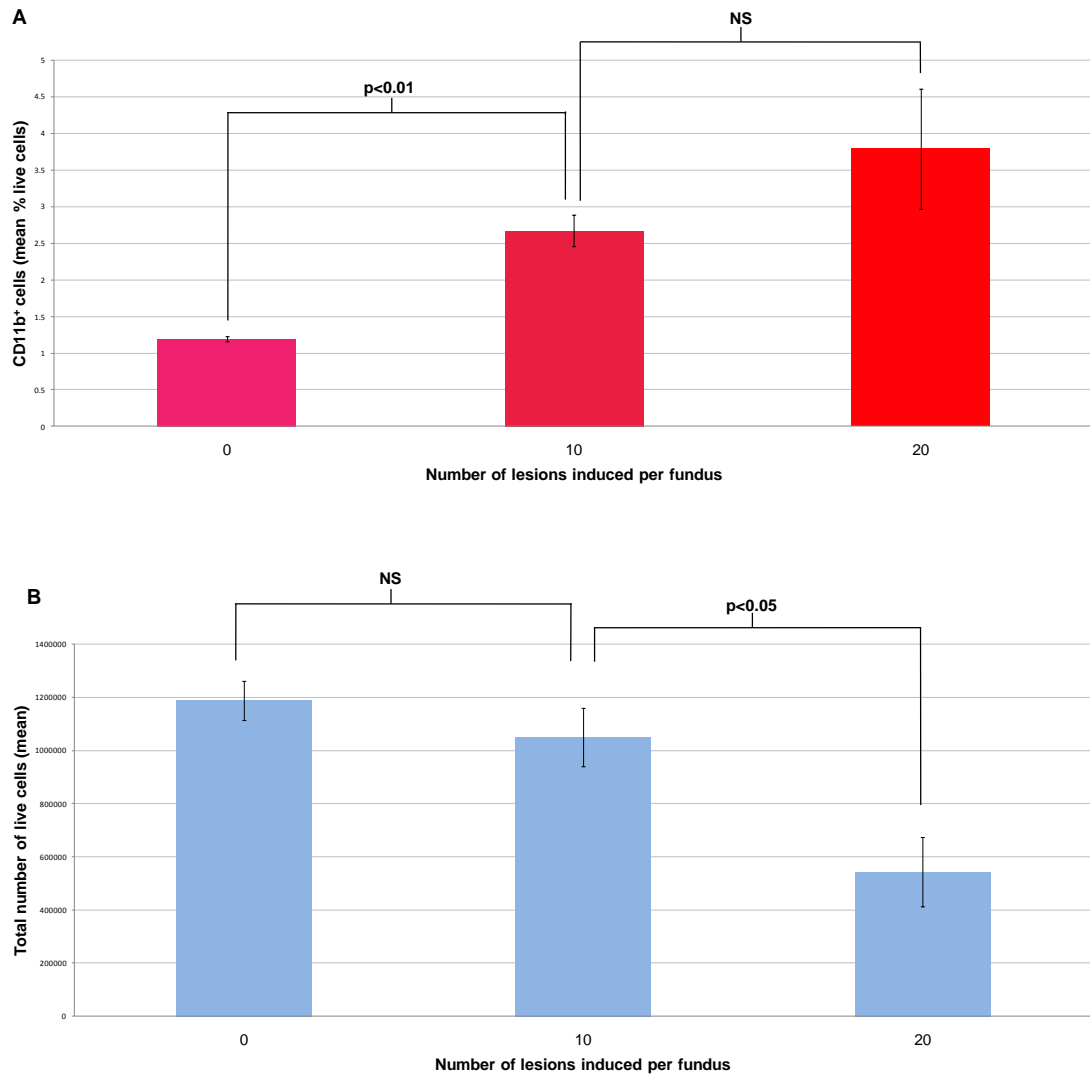 A
NS
p<0.01
CD11b⁺ cells (mean % live cells)
5
4.5
4
3.5
3
2.5
2
1.5
1
0.5
0
0 10 20
Number of lesions induced per fundus
B
NS
p<0.05
Total number of live cells (mean)
1400000
1200000
1000000
800000
600000
400000
200000
0
0 10 20
Number of lesions induced per fundus